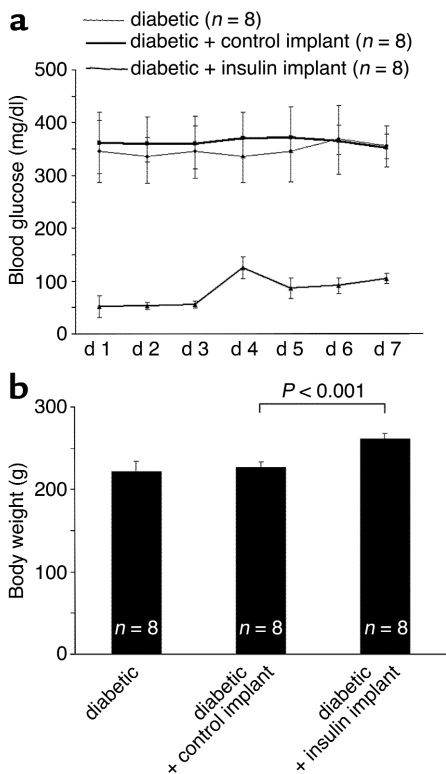 a
diabetic (n = 8)
diabetic + control implant (n = 8)
diabetic + insulin implant (n = 8)
Blood glucose (mg/dl)
500
400
300
200
100
0
d 1 d 2 d 3 d 4 d 5 d 6 d 7
b
P < 0.001
Body weight (g)
300
200
100
0
n = 8 n = 8 n = 8
diabetic
diabetic
+ control implant
diabetic
+ insulin implant